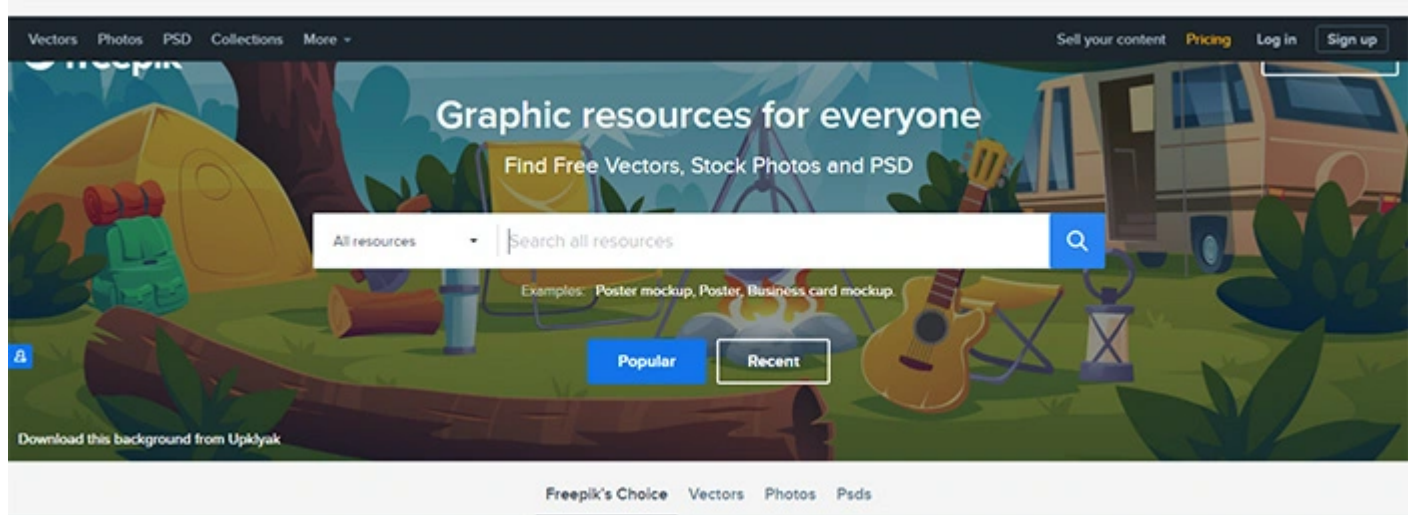 Vectors Photos PSD Collections More Sell your content Pricing Log in Sign up
freepik
Graphic resources for everyone
Find Free Vectors, Stock Photos and PSD
All resources Search all resources
Examples: Poster mockup, Poster, Business card mockup.
Popular Recent
Download this background from Upklyak
Freepik's Choice Vectors Photos Psds